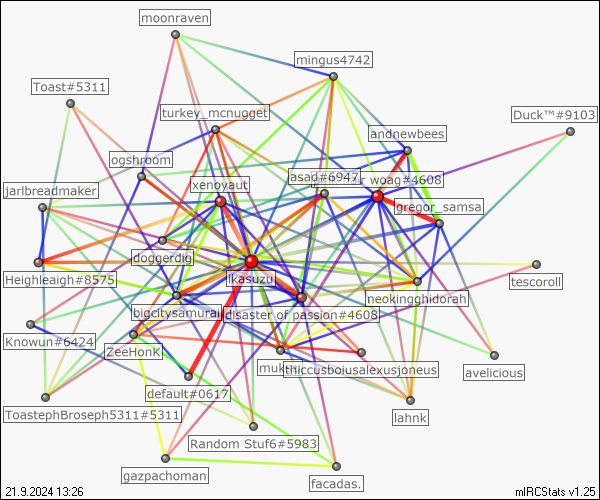 moonraven
mingus4742
Toast#5311
turkey_mcnugget
Duck™#9103
andnewbees
ogshroom
asad#6947
woag#4608
xenovaut
jarlbreadmaker
gregor_samsa
doggerdig
ikasuzu
Heighleaigh#8575
tescoroll
neokingghidorah
bigcitysamurai
disaster of passion#4608
Knowun#6424
ZeeHonK
mukt
thiccusboiusalexusjoneus
avelicious
default#0617
ToastephBroseph5311#5311
lahnk
Random Stuf6#5983
gazpachoman
facadas.
21.9.2024 13:26
mIRCStats v1.25